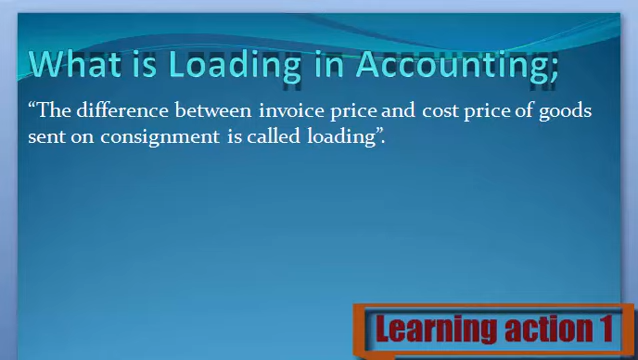 What is Loading in Accounting;
“The difference between invoice price and cost price of goods
sent on consignment is called loading”.
Learning action 1